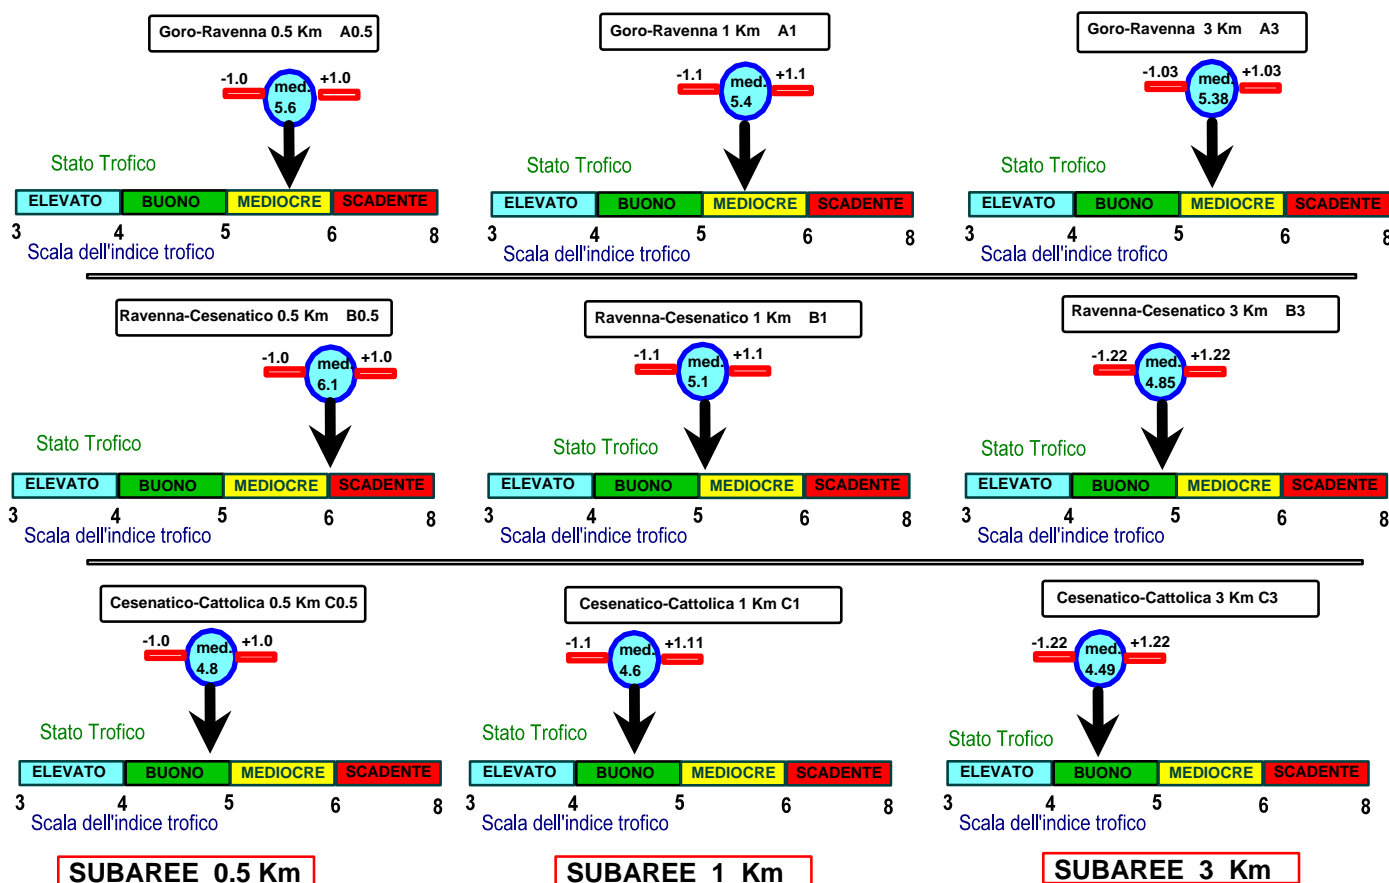 Goro-Ravenna 0.5 Km A0.5
Goro-Ravenna 1 Km A1
Goro-Ravenna 3 Km A3
-1.0 med. +1.0
5.6
-1.1 med. +1.1
5.4
-1.03 med. +1.03
5.38
Stato Trofico
Stato Trofico
Stato Trofico
ELEVATO BUONO MEDIOCRE SCADENTE
ELEVATO BUONO MEDIOCRE SCADENTE
ELEVATO BUONO MEDIOCRE SCADENTE
3 4 5 6 8
3 4 5 6 8
3 4 5 6 8
Scala dell'indice trofico
Scala dell'indice trofico
Scala dell'indice trofico
Ravenna-Cesenatico 0.5 Km B0.5
Ravenna-Cesenatico 1 Km B1
Ravenna-Cesenatico 3 Km B3
-1.0 med. +1.0
6.1
-1.1 med. +1.1
5.1
-1.22 med. +1.22
4.85
Stato Trofico
Stato Trofico
Stato Trofico
ELEVATO BUONO MEDIOCRE SCADENTE
ELEVATO BUONO MEDIOCRE SCADENTE
ELEVATO BUONO MEDIOCRE SCADENTE
3 4 5 6 8
3 4 5 6 8
3 4 5 6 8
Scala dell'indice trofico
Scala dell'indice trofico
Scala dell'indice trofico
Cesenatico-Cattolica 0.5 Km C0.5
Cesenatico-Cattolica 1 Km C1
Cesenatico-Cattolica 3 Km C3
-1.0 med. +1.0
4.8
-1.1 med. +1.11
4.6
-1.22 med. +1.22
4.49
Stato Trofico
Stato Trofico
Stato Trofico
ELEVATO BUONO MEDIOCRE SCADENTE
ELEVATO BUONO MEDIOCRE SCADENTE
ELEVATO BUONO MEDIOCRE SCADENTE
3 4 5 6 8
3 4 5 6 8
3 4 5 6 8
Scala dell'indice trofico
Scala dell'indice trofico
Scala dell'indice trofico
SUBAREE 0.5 Km
SUBAREE 1 Km
SUBAREE 3 Km